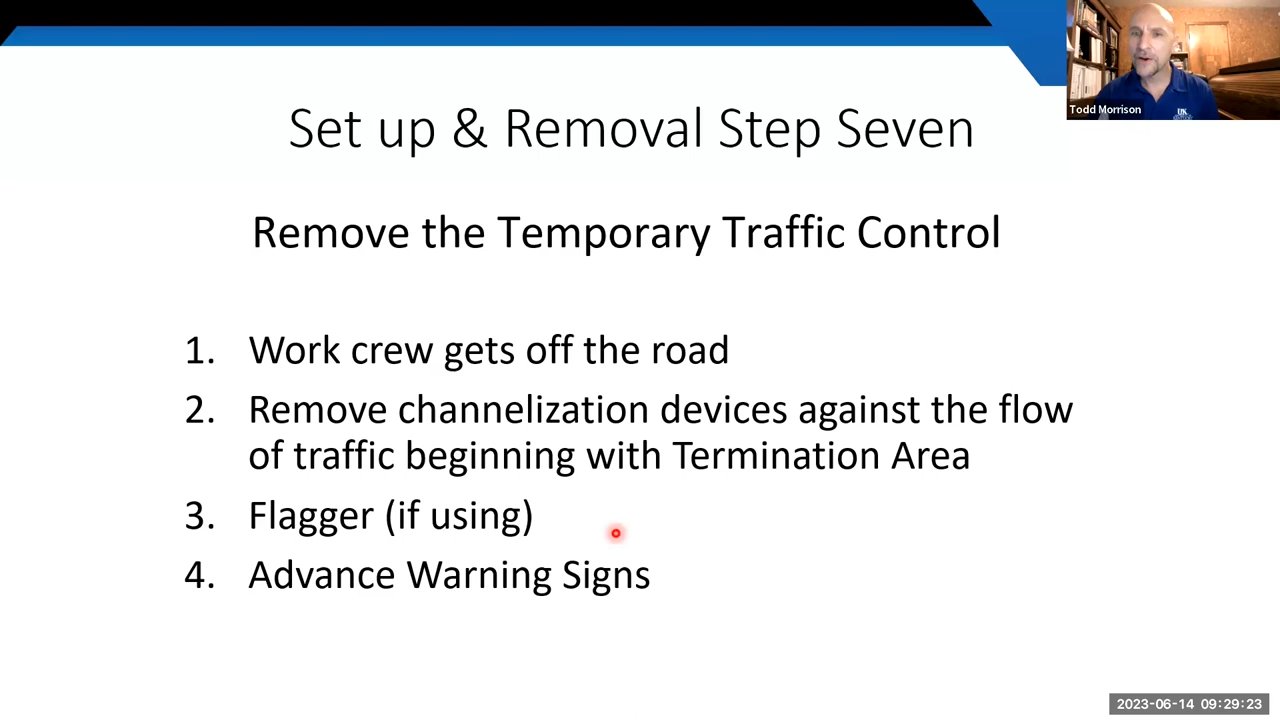 Set up & Removal Step Seven
Todd Morrison
UK
Remove the Temporary Traffic Control
1. Work crew gets off the road
2. Remove channelization devices against the flow
of traffic beginning with Termination Area
3. Flagger (if using)
4. Advance Warning Signs
2023-06-14 09:29:23